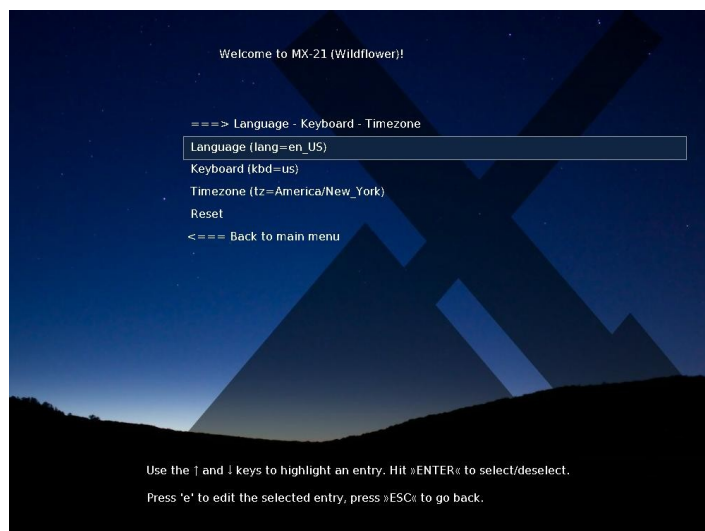 Welcome to MX-21 (Wildflower)!
===> Language - Keyboard - Timezone
Language (lang=en_US)
Keyboard (kbd=us)
Timezone (tz=America/New_York)
Reset
<=== Back to main menu
Use the ↑ and ↓ keys to highlight an entry. Hit »ENTER« to select/deselect.
Press 'e' to edit the selected entry, press »ESC« to go back.